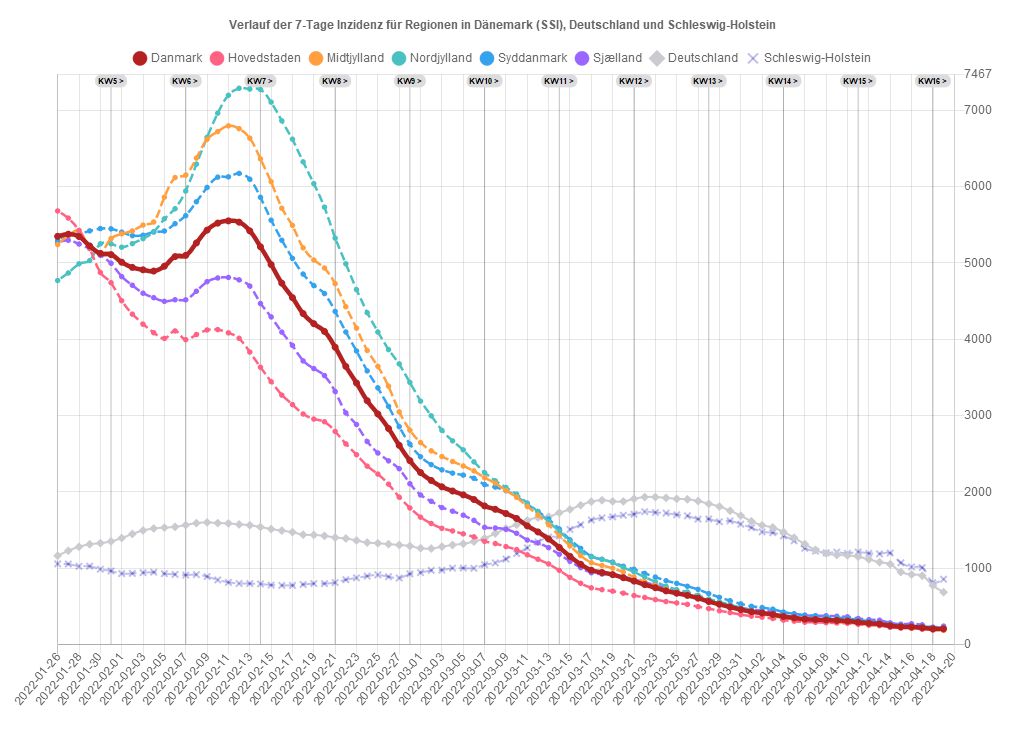 Verlauf der 7-Tage Inzidenz für Regionen in Dänemark (SSI), Deutschland und Schleswig-Holstein
Danmark Hovedstaden Midtjylland Nordjylland Syddanmark Sjælland Deutschland Schleswig-Holstein
KW5 > KW6 > KW7 > KW8 > KW9 > KW10 > KW11 > KW12 > KW13 > KW14 > KW15 > KW16 >
7467
7000
6000
5000
4000
3000
2000
1000
0
2022-01-26 2022-01-28 2022-01-30 2022-02-01 2022-02-03 2022-02-05 2022-02-07 2022-02-09 2022-02-11 2022-02-13 2022-02-15 2022-02-17 2022-02-19 2022-02-21 2022-02-23 2022-02-25 2022-02-27 2022-03-01 2022-03-03 2022-03-05 2022-03-07 2022-03-09 2022-03-11 2022-03-13 2022-03-15 2022-03-17 2022-03-19 2022-03-21 2022-03-23 2022-03-25 2022-03-27 2022-03-29 2022-03-31 2022-04-02 2022-04-04 2022-04-06 2022-04-08 2022-04-10 2022-04-12 2022-04-14 2022-04-16 2022-04-18 2022-04-20